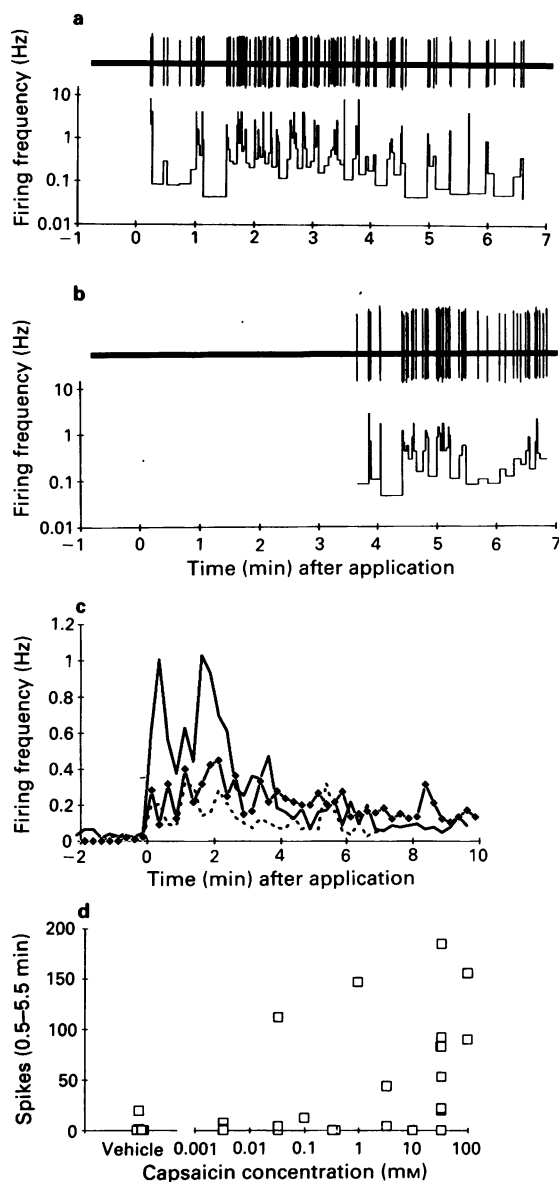 a
Firing frequency (Hz)
10
1
0.1
0.01
−1 0 1 2 3 4 5 6 7
b
Firing frequency (Hz)
10
1
0.1
0.01
−1 0 1 2 3 4 5 6 7
Time (min) after application
c
Firing frequency (Hz)
1.2
1
0.8
0.6
0.4
0.2
0
−2 0 2 4 6 8 10
Time (min) after application
d
Spikes (0.5–5.5 min)
200
150
100
50
0
Vehicle 0.001 0.01 0.1 1 10 100
Capsaicin concentration (mM)